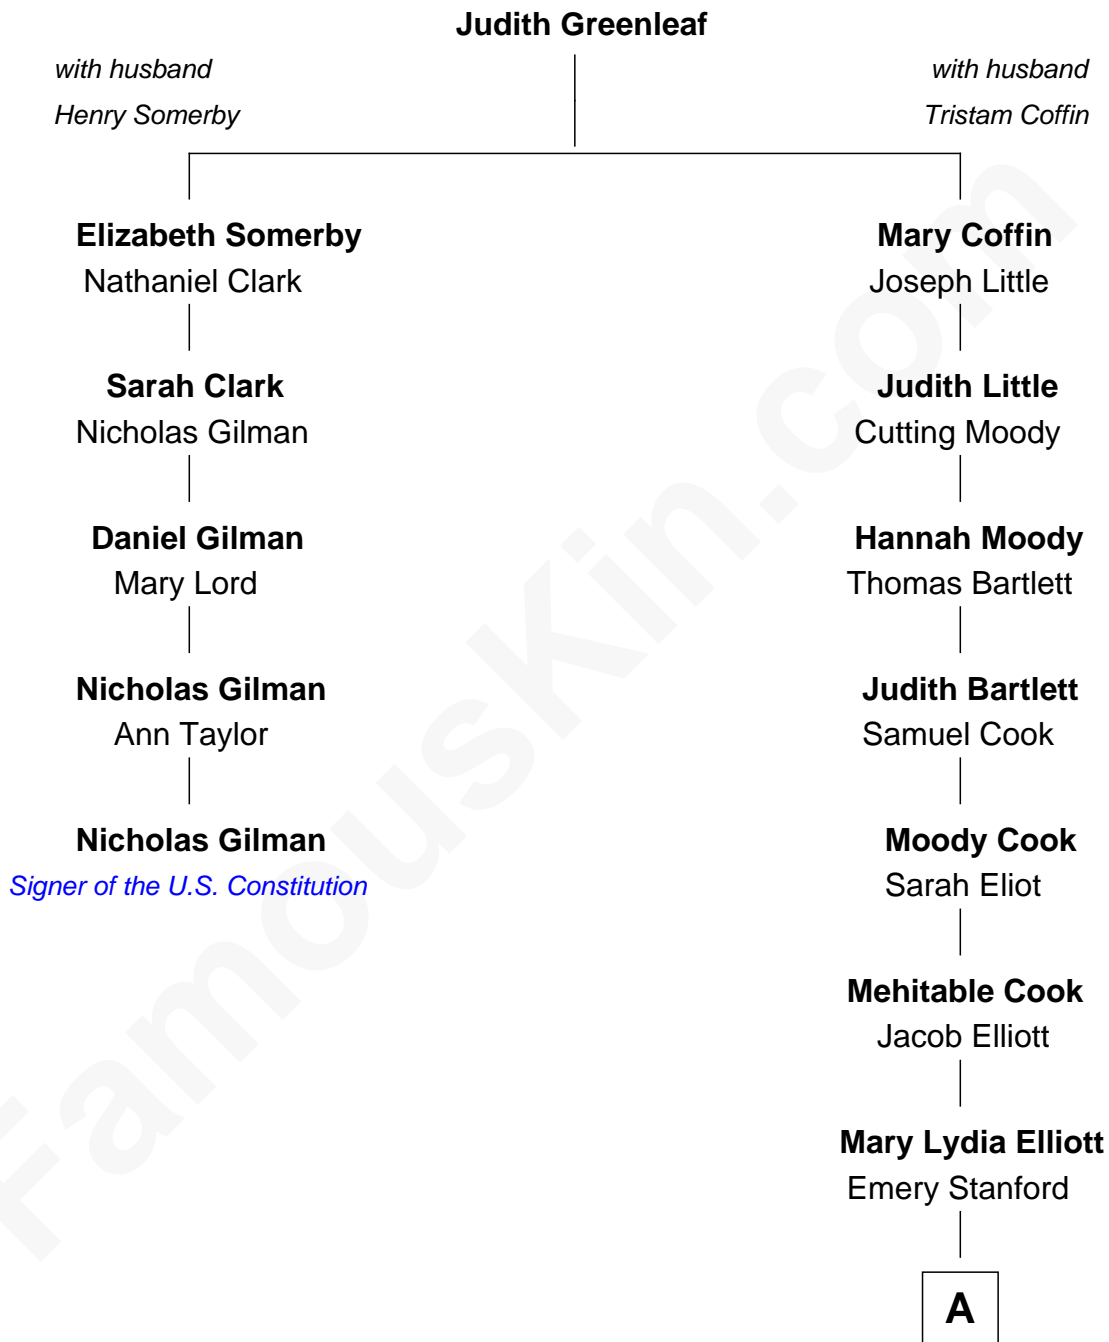 Judith Greenleaf
with husband
Henry Somerby
with husband
Tristam Coffin
Elizabeth Somerby
Nathaniel Clark
Mary Coffin
Joseph Little
Sarah Clark
Nicholas Gilman
Judith Little
Cutting Moody
Daniel Gilman
Mary Lord
Hannah Moody
Thomas Bartlett
Nicholas Gilman
Ann Taylor
Judith Bartlett
Samuel Cook
Nicholas Gilman
Signer of the U.S. Constitution
Moody Cook
Sarah Eliot
Mehitable Cook
Jacob Elliott
Mary Lydia Elliott
Emery Stanford
A
FamousKin.com